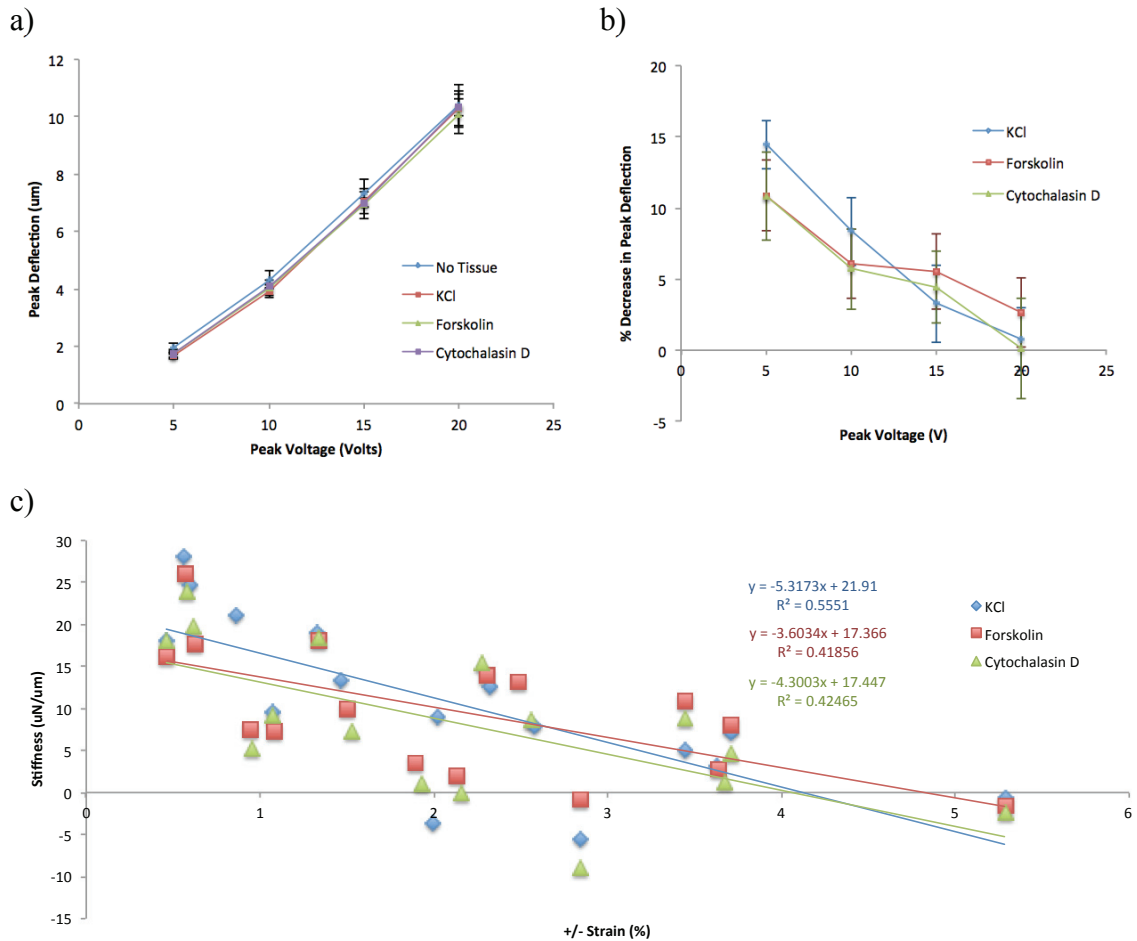 a)
12
10
8
6
4
2
0
Peak Deflection (um)
No Tissue
KCl
Forskolin
Cytochalasin D
0 5 10 15 20 25
Peak Voltage (Volts)
b)
20
15
10
5
0
-5
% Decrease in Peak Deflection
KCl
Forskolin
Cytochalasin D
0 5 10 15 20 25
Peak Voltage (V)
c)
30
25
20
15
10
5
0
-5
-10
-15
Stiffness (uN/um)
y = -5.3173x + 21.91
R² = 0.5551
y = -3.6034x + 17.366
R² = 0.41856
y = -4.3003x + 17.447
R² = 0.42465
KCl
Forskolin
Cytochalasin D
0 1 2 3 4 5 6
+/- Strain (%)